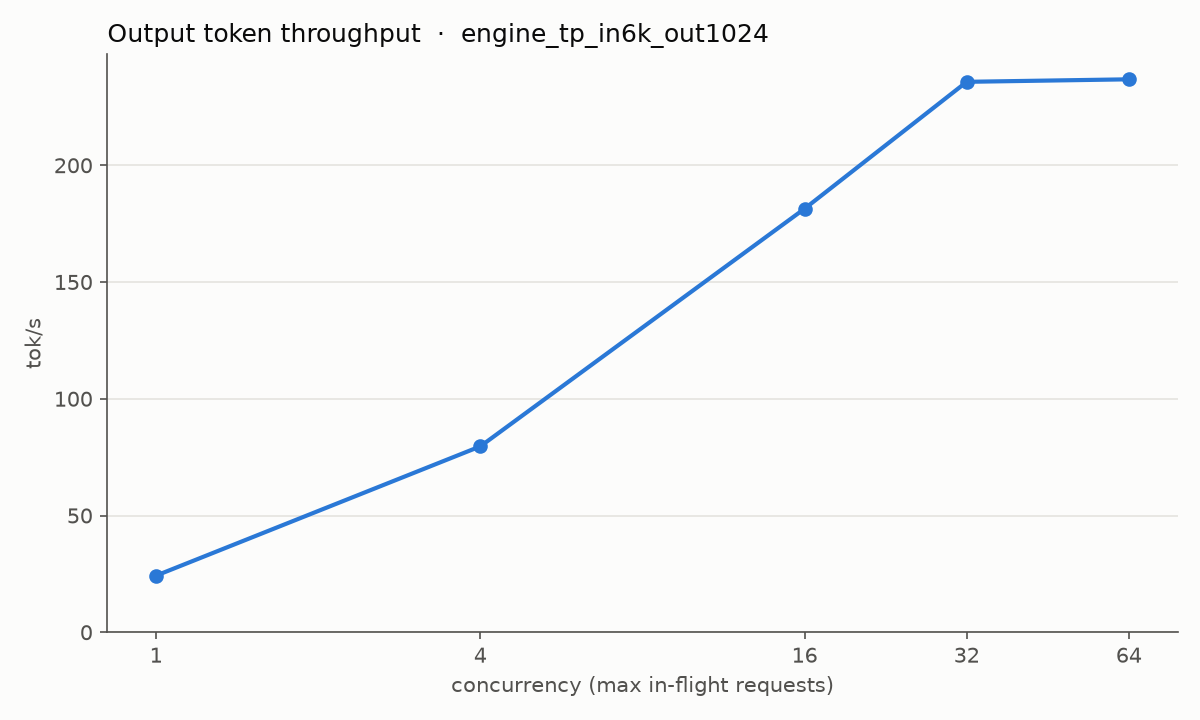 Output token throughput · engine_tp_in6k_out1024
200
150
100
50
0
tok/s
1 4 16 32 64
concurrency (max in-flight requests)